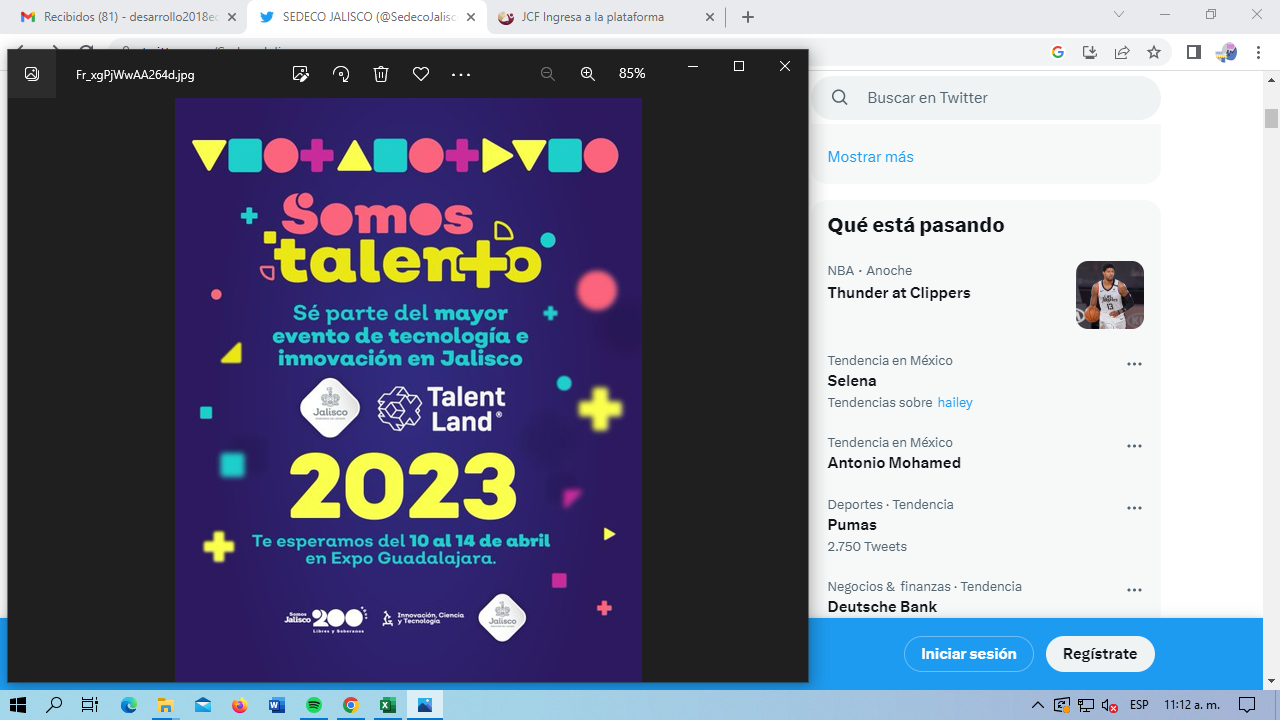 Recibidos (81) - desarrollo2018ec
SEDECO JALISCO (@SedecoJalisc
JCF Ingresa a la plataforma
Fr_xgPjWwAA264d.jpg
85%
Somos
talento
Sé parte del mayor
evento de tecnología e
innovación en Jalisco
Jalisco
Talent
Land®
2023
Te esperamos del 10 al 14 de abril
en Expo Guadalajara.
Somos
Jalisco
200
Libres y Soberanos
Innovación, Ciencia
y Tecnología
Jalisco
Buscar en Twitter
Mostrar más
Qué está pasando
NBA · Anoche
Thunder at Clippers
Tendencia en México
Selena
Tendencias sobre hailey
Tendencia en México
Antonio Mohamed
Deportes · Tendencia
Pumas
2.750 Tweets
Negocios & finanzas · Tendencia
Deutsche Bank
Iniciar sesión
Regístrate
ESP
11:12 a. m.